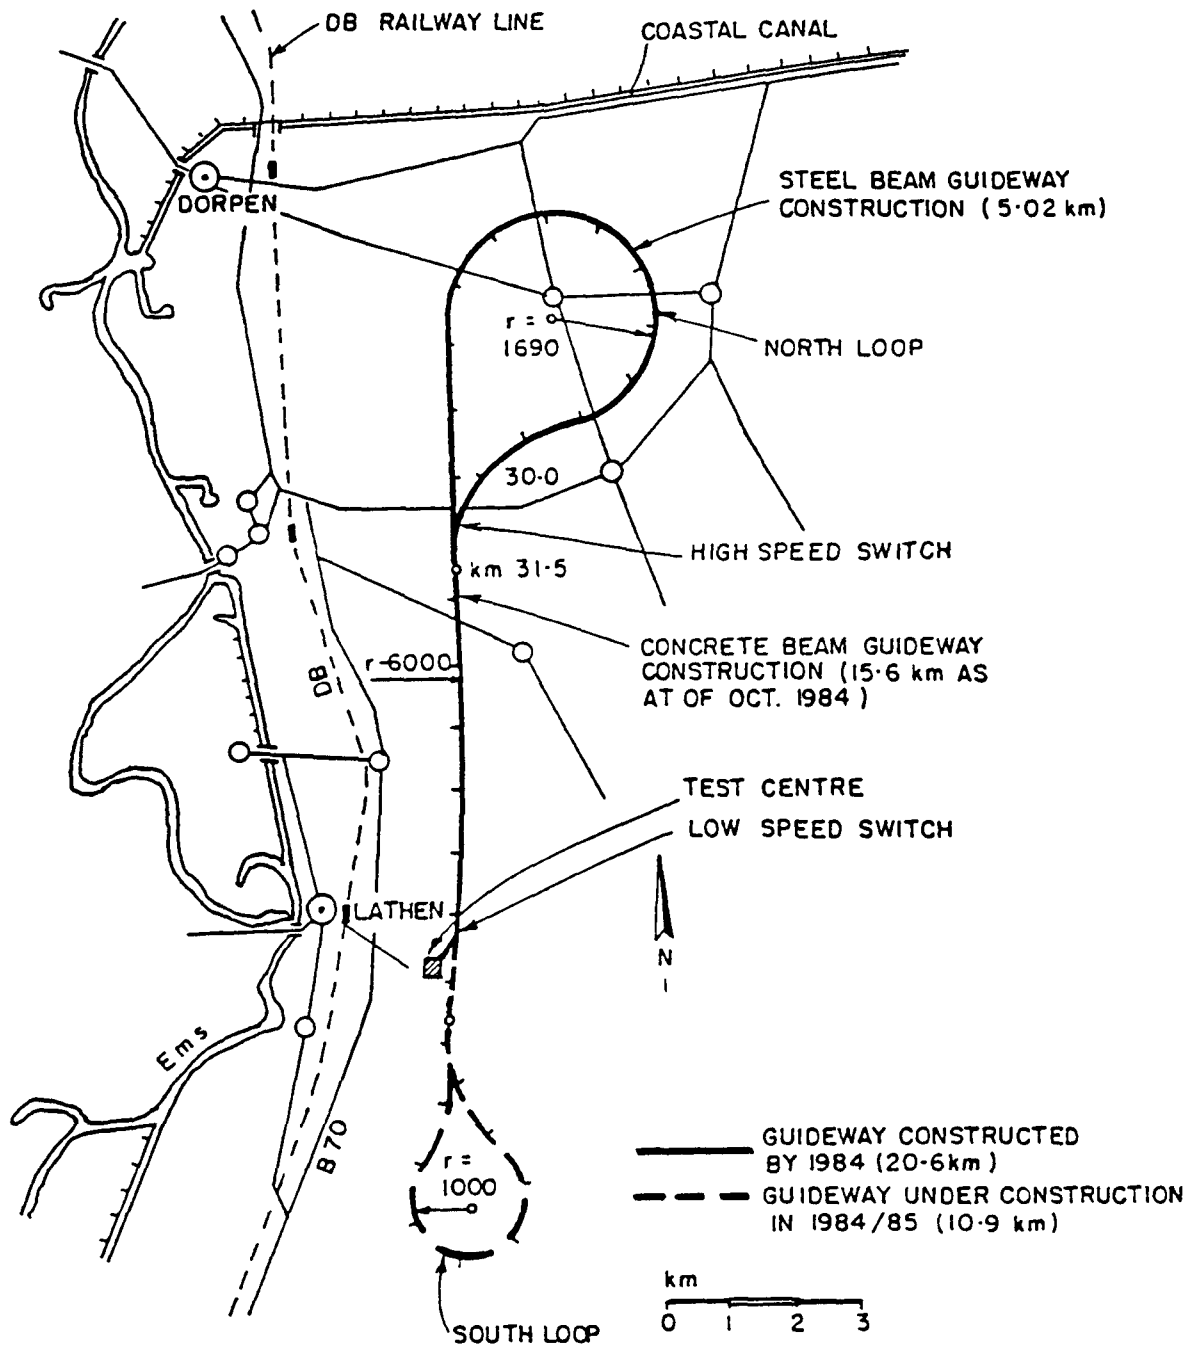 DB RAILWAY LINE
COASTAL CANAL
STEEL BEAM GUIDEWAY
CONSTRUCTION (5·02 km)
DORPEN
r =
1690
NORTH LOOP
30·0
HIGH SPEED SWITCH
km 31·5
CONCRETE BEAM GUIDEWAY
CONSTRUCTION (15·6 km AS
AT OF OCT. 1984)
r-6000
DB
TEST CENTRE
LOW SPEED SWITCH
LATHEN
N
Ems
B70
r =
1000
GUIDEWAY CONSTRUCTED
BY 1984 (20·6km)
GUIDEWAY UNDER CONSTRUCTION
IN 1984/85 (10·9 km)
km
0 1 2 3
SOUTH LOOP